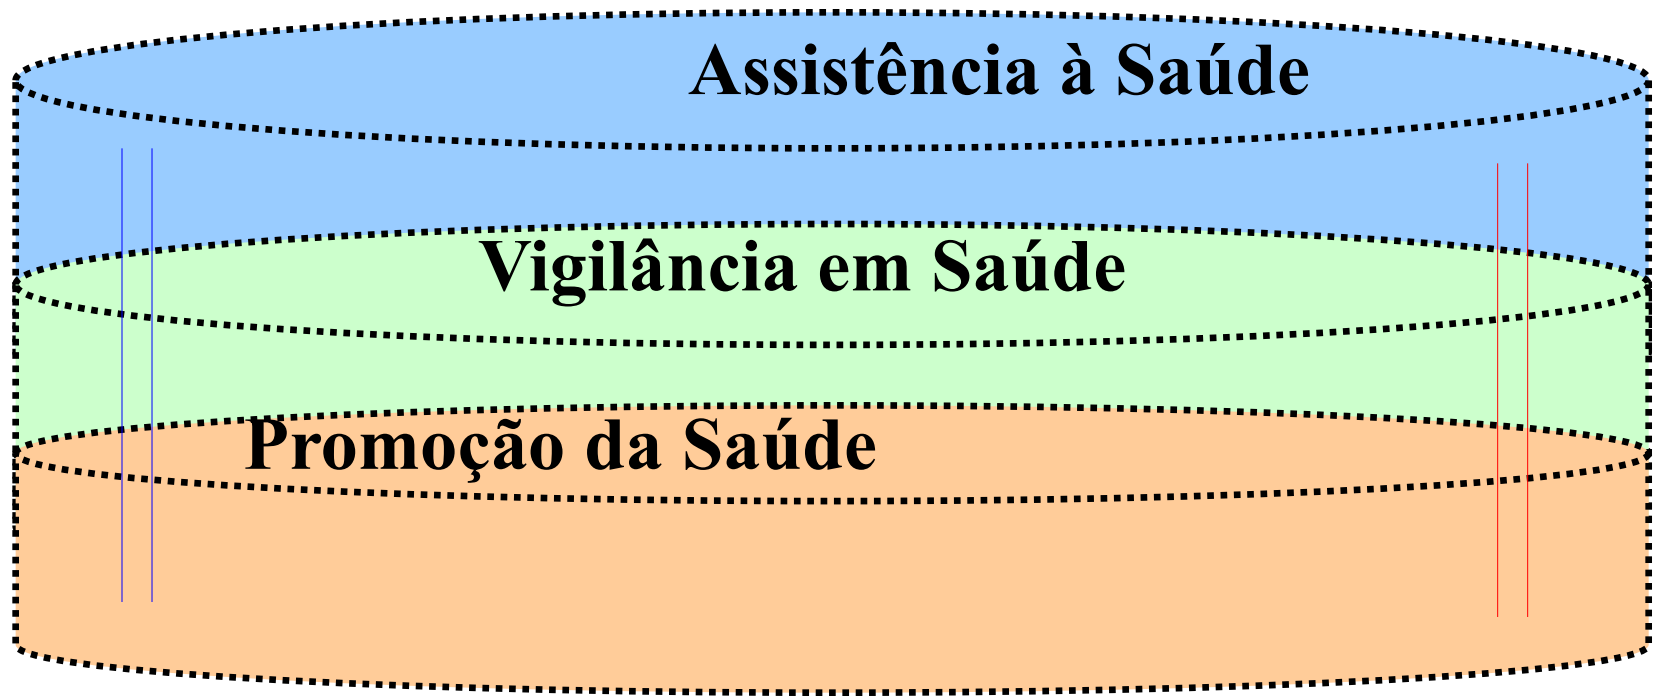 Assistência à Saúde
Vigilância em Saúde
Promoção da Saúde